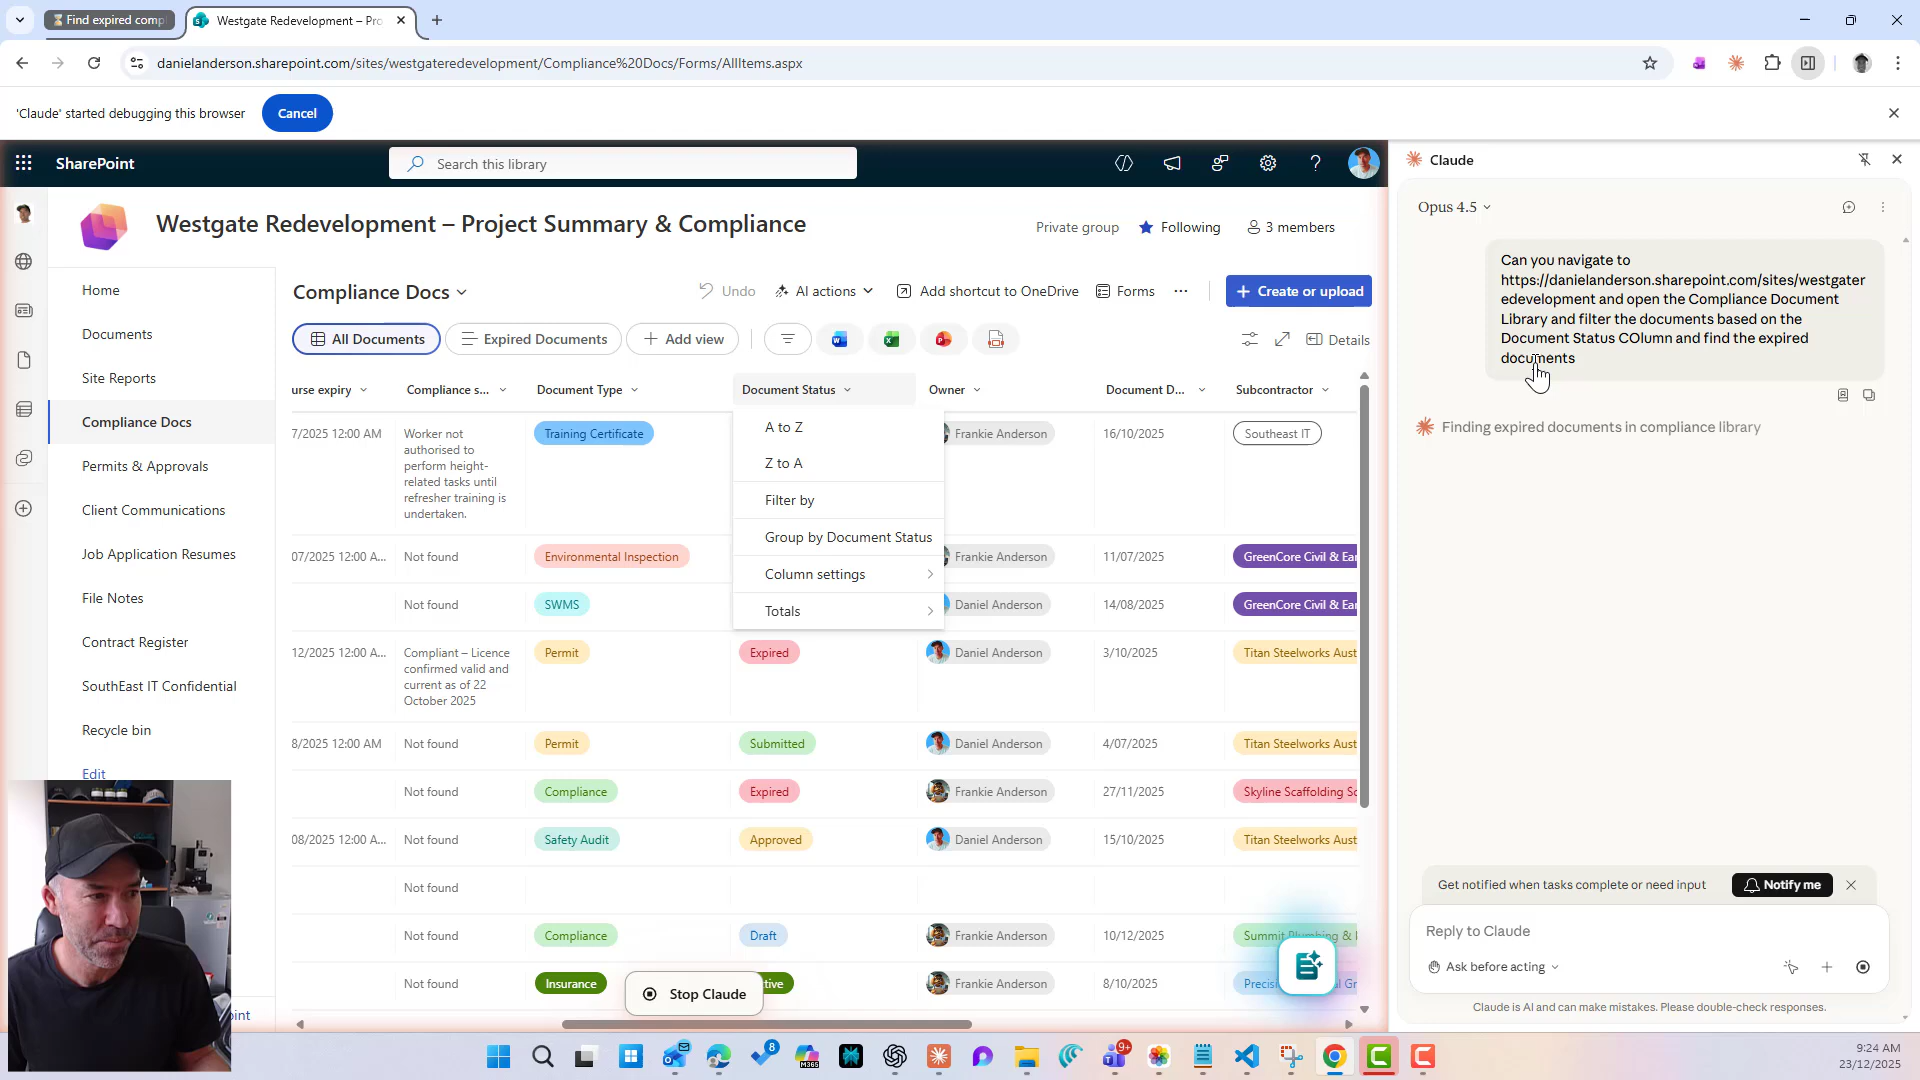 Find expired comp
Westgate Redevelopment – Pro
danielanderson.sharepoint.com/sites/westgateredevelopment/Compliance%20Docs/Forms/AllItems.aspx
'Claude' started debugging this browser
Cancel
SharePoint
Search this library
Westgate Redevelopment – Project Summary & Compliance
Private group
Following
3 members
Home
Documents
Site Reports
Compliance Docs
Permits & Approvals
Client Communications
Job Application Resumes
File Notes
Contract Register
SouthEast IT Confidential
Recycle bin
Edit
Compliance Docs
Undo
AI actions
Add shortcut to OneDrive
Forms
Create or upload
All Documents
Expired Documents
Add view
Details
urse expiry
Compliance s...
Document Type
Document Status
Owner
Document D...
Subcontractor
7/2025 12:00 AM
Worker not
authorised to
perform height-
related tasks until
refresher training is
undertaken.
Training Certificate
Frankie Anderson
16/10/2025
Southeast IT
A to Z
Z to A
Filter by
Group by Document Status
Column settings
Totals
07/2025 12:00 A...
Not found
Environmental Inspection
Frankie Anderson
11/07/2025
GreenCore Civil & Ear
Not found
SWMS
Daniel Anderson
14/08/2025
GreenCore Civil & Ear
12/2025 12:00 A...
Compliant – Licence
confirmed valid and
current as of 22
October 2025
Permit
Expired
Daniel Anderson
3/10/2025
Titan Steelworks Aust
8/2025 12:00 AM
Not found
Permit
Submitted
Daniel Anderson
4/07/2025
Titan Steelworks Aust
Not found
Compliance
Expired
Frankie Anderson
27/11/2025
Skyline Scaffolding So
08/2025 12:00 A...
Not found
Safety Audit
Approved
Daniel Anderson
15/10/2025
Titan Steelworks Aust
Not found
Not found
Compliance
Draft
Frankie Anderson
10/12/2025
Summit Plumbing &
Not found
Insurance
tive
Frankie Anderson
8/10/2025
Stop Claude
oint
Claude
Opus 4.5
Can you navigate to
https://danielanderson.sharepoint.com/sites/westgater
edevelopment and open the Compliance Document
Library and filter the documents based on the
Document Status COlumn and find the expired
documents
Finding expired documents in compliance library
Get notified when tasks complete or need input
Notify me
Reply to Claude
Ask before acting
Claude is AI and can make mistakes. Please double-check responses.
8
M365
9+
9:24 AM
23/12/2025